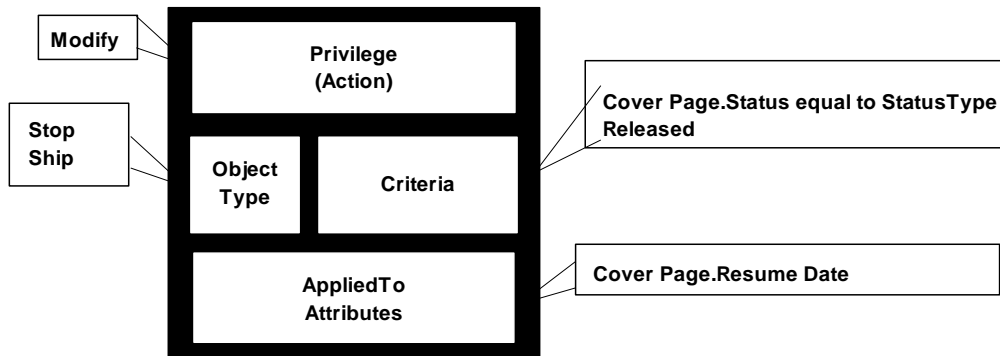 Modify
Privilege
(Action)
Cover Page.Status equal to StatusType
Released
Stop
Ship
Object
Type
Criteria
AppliedTo
Attributes
Cover Page.Resume Date